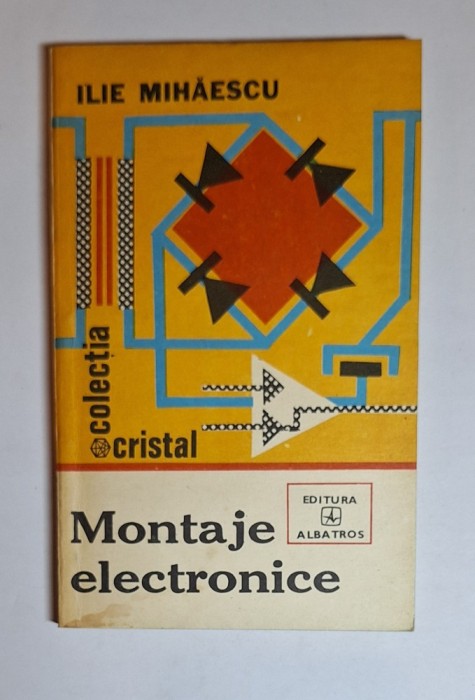 ILIE MIHĂESCU
colecția
cristal
EDITURA
ALBATROS
Montaje
electronice